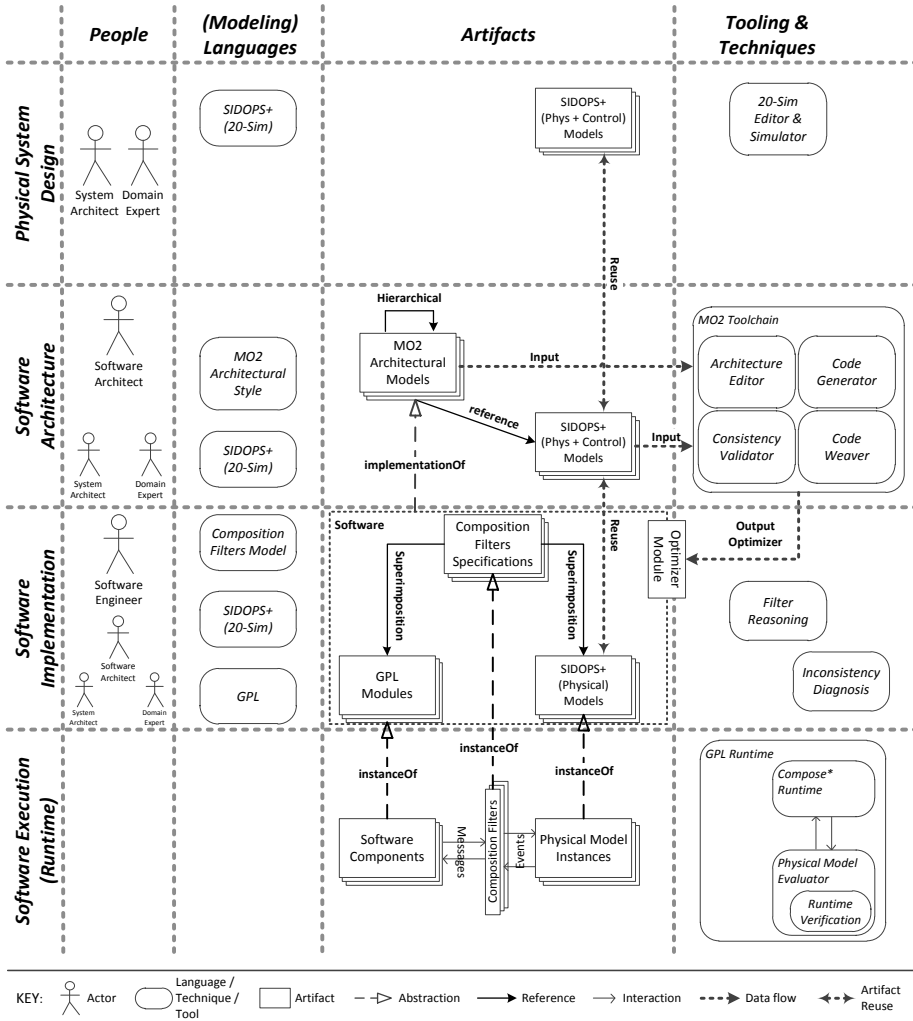 People
(Modeling)
Languages
Artifacts
Tooling &
Techniques
Physical System
Design
System
Architect
Domain
Expert
SIDOPS+
(20-Sim)
SIDOPS+
(Phys + Control)
Models
20-Sim
Editor &
Simulator
Reuse
Software
Architecture
Software
Architect
System
Architect
Domain
Expert
MO2
Architectural
Style
SIDOPS+
(20-Sim)
Hierarchical
MO2
Architectural
Models
Input
reference
SIDOPS+
(Phys + Control)
Models
Input
implementationOf
MO2 Toolchain
Architecture
Editor
Code
Generator
Consistency
Validator
Code
Weaver
Software
Implementation
Software
Engineer
Software
Architect
System
Architect
Domain
Expert
Composition
Filters Model
SIDOPS+
(20-Sim)
GPL
Software
Composition
Filters
Specifications
Superimposition
Superimposition
Reuse
GPL
Modules
SIDOPS+
(Physical)
Models
Optimizer
Module
Output
Optimizer
Filter
Reasoning
Inconsistency
Diagnosis
Software Execution
(Runtime)
instanceOf
instanceOf
instanceOf
Software
Components
Messages
Composition Filters
Events
Physical Model
Instances
GPL Runtime
Compose*
Runtime
Physical Model
Evaluator
Runtime
Verification
KEY:
Actor
Language /
Technique /
Tool
Artifact
Abstraction
Reference
Interaction
Data flow
Artifact
Reuse